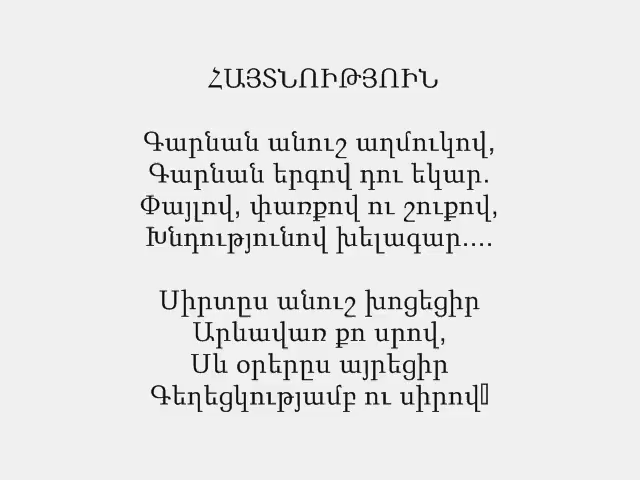 ՀԱՅՏՆՈՒԹՅՈՒՆ
Գարնան անուշ աղմուկով,
Գարնան երգով դու եկար.
Փայլով, փառքով ու շուքով,
Խնդությունով խելագար....
Սիրտըս անուշ խոցեցիր
Արևավառ քո սրով,
Սև օրերըս այրեցիր
Գեղեցկությամբ ու սիրով